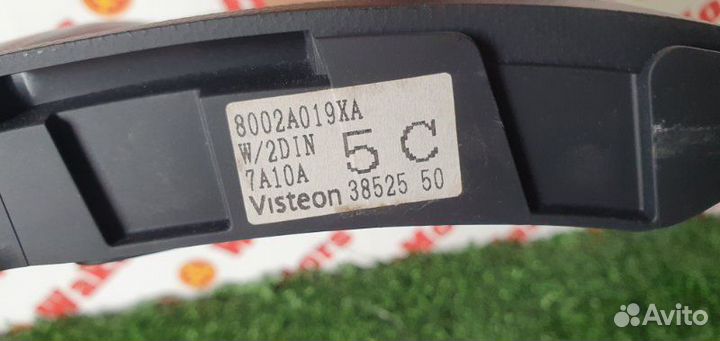 8002A019XA
W/2DIN
7A10A
5C
Visteon 38525 50
Avito